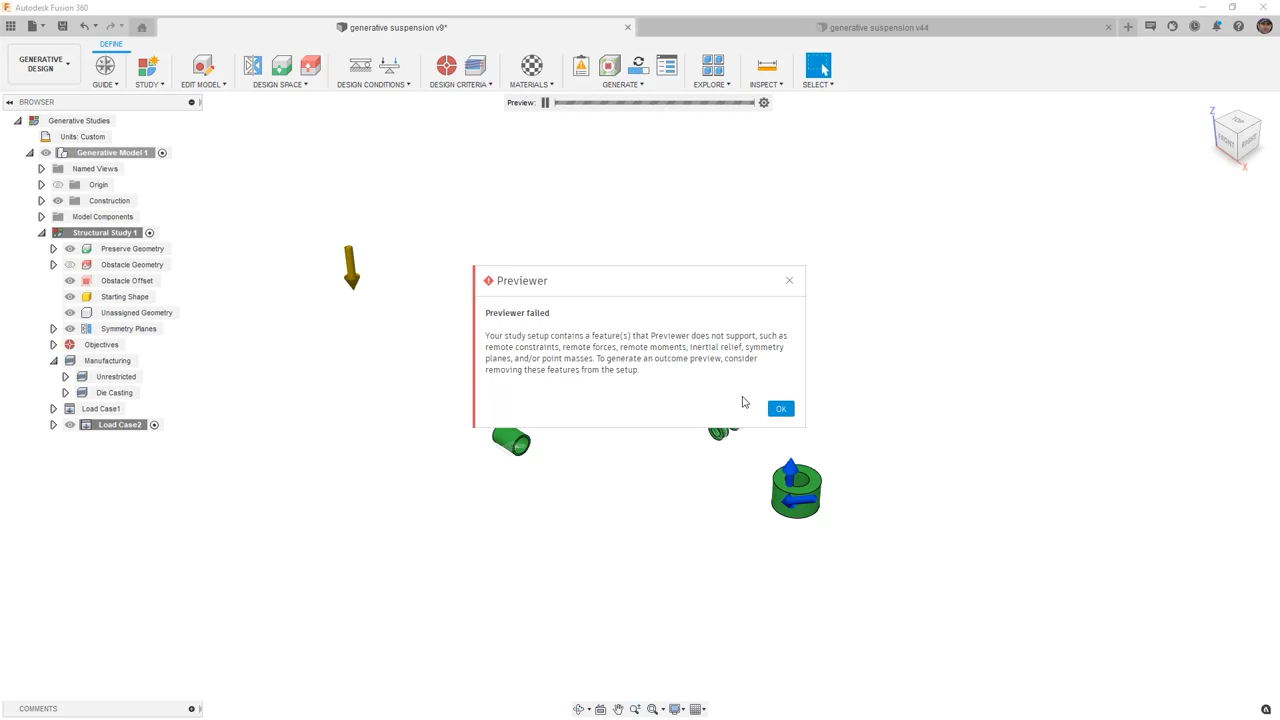 Autodesk Fusion 360
generative suspension v9*
generative suspension v44
DEFINE
GENERATIVE
DESIGN
GUIDE
STUDY
EDIT MODEL
DESIGN SPACE
DESIGN CONDITIONS
DESIGN CRITERIA
MATERIALS
GENERATE
EXPLORE
INSPECT
SELECT
BROWSER
Preview:
Generative Studies
Units: Custom
Generative Model 1
Named Views
Origin
Construction
Model Components
Structural Study 1
Preserve Geometry
Obstacle Geometry
Obstacle Offset
Starting Shape
Unassigned Geometry
Symmetry Planes
Objectives
Manufacturing
Unrestricted
Die Casting
Load Case1
Load Case2
Z
TOP
FRONT
RIGHT
X
Previewer
Previewer failed
Your study setup contains a feature(s) that Previewer does not support, such as
remote constraints, remote forces, remote moments, inertial relief, symmetry
planes, and/or point masses. To generate an outcome preview, consider
removing these features from the setup.
OK
COMMENTS